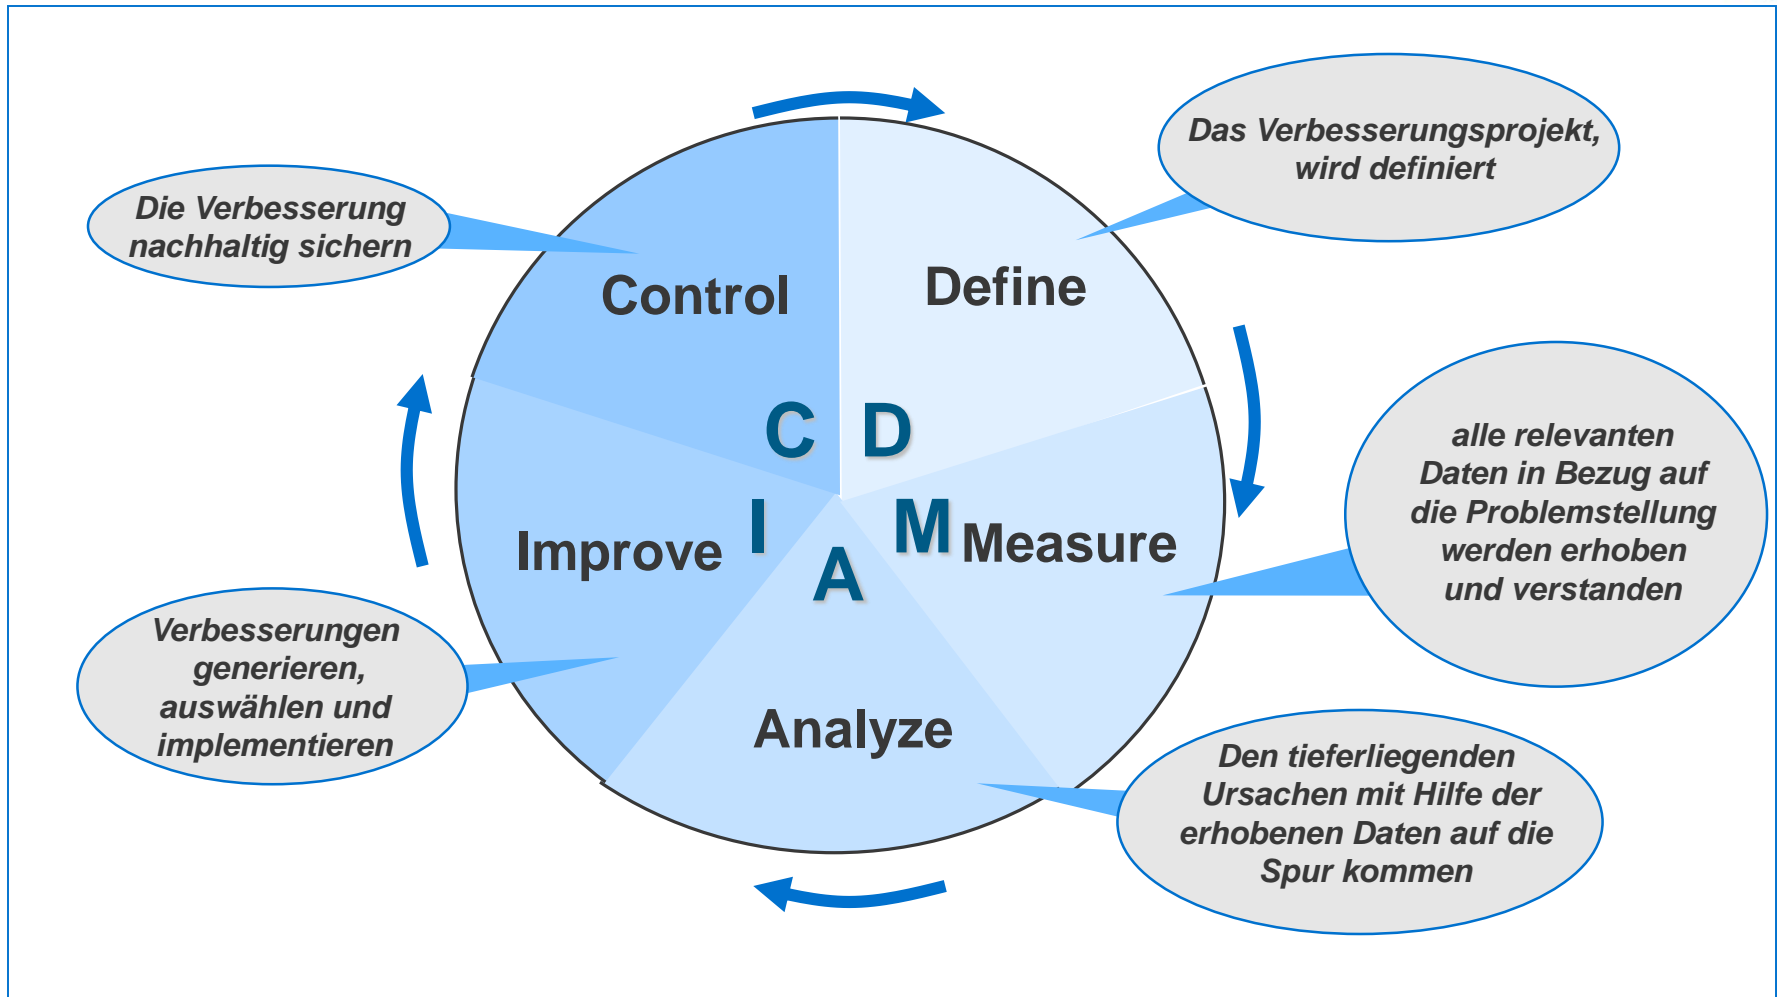 Das Verbesserungsprojekt,
wird definiert
Die Verbesserung
nachhaltig sichern
Control
Define
C
D
alle relevanten
Daten in Bezug auf
die Problemstellung
werden erhoben
und verstanden
I
M
Improve
Measure
A
Verbesserungen
generieren,
auswählen und
implementieren
Analyze
Den tieferliegenden
Ursachen mit Hilfe der
erhobenen Daten auf die
Spur kommen